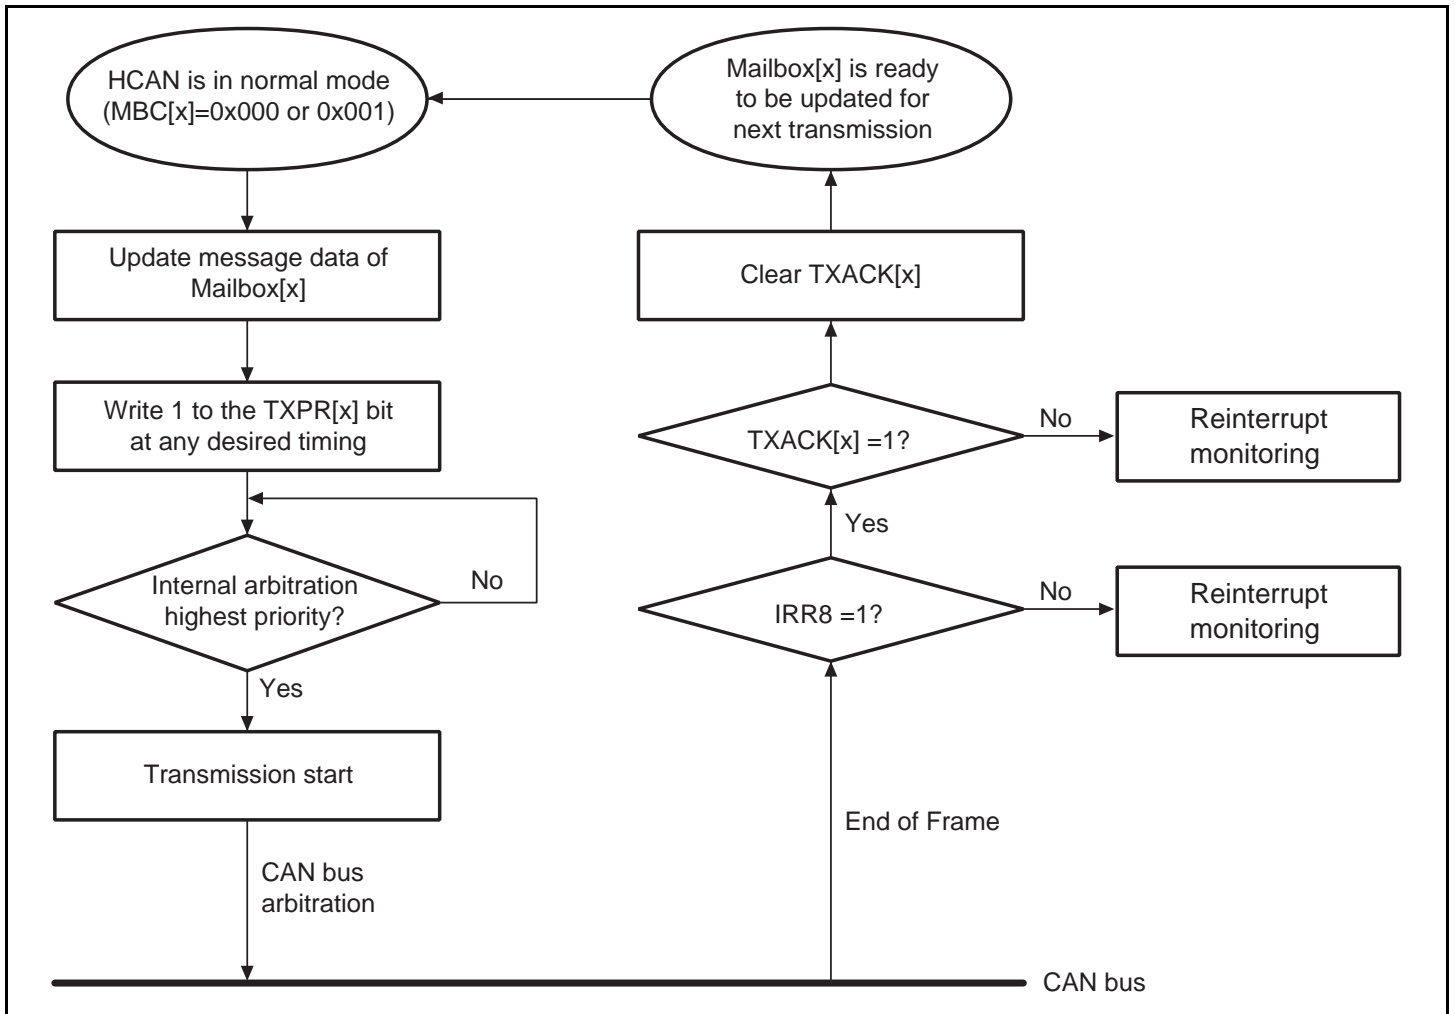 HCAN is in normal mode
(MBC[x]=0x000 or 0x001)
Update message data of
Mailbox[x]
Write 1 to the TXPR[x] bit
at any desired timing
Internal arbitration
highest priority?
No
Yes
Transmission start
CAN bus
arbitration
Mailbox[x] is ready
to be updated for
next transmission
Clear TXACK[x]
TXACK[x] =1?
No
Reinterrupt
monitoring
Yes
IRR8 =1?
No
Reinterrupt
monitoring
End of Frame
CAN bus